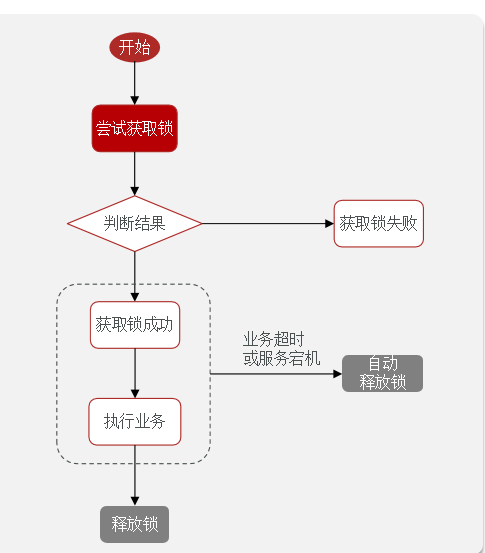 开始
尝试获取锁
判断结果
获取锁失败
获取锁成功
业务超时
或服务宕机
自动
释放锁
执行业务
释放锁